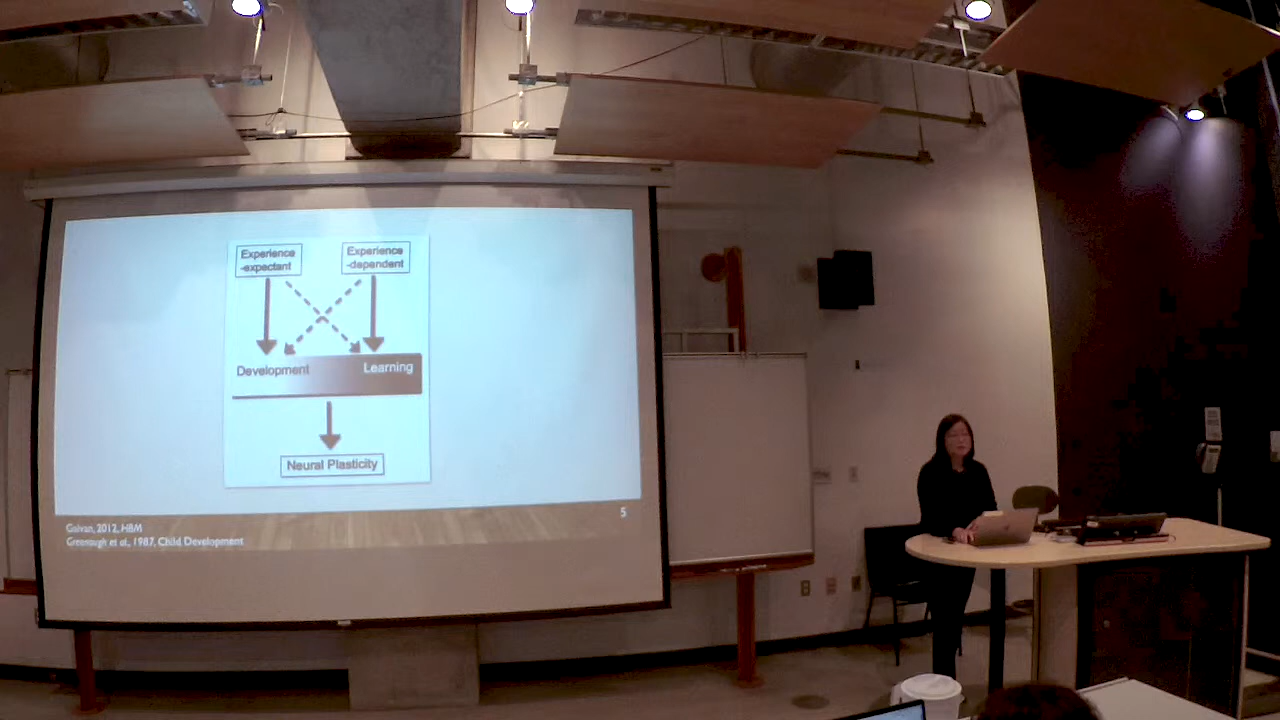 Experience
-expectant
Experience
-dependent
Development
Learning
Neural Plasticity
5
Galvan, 2012, HBM
Greenough et al., 1987, Child Development